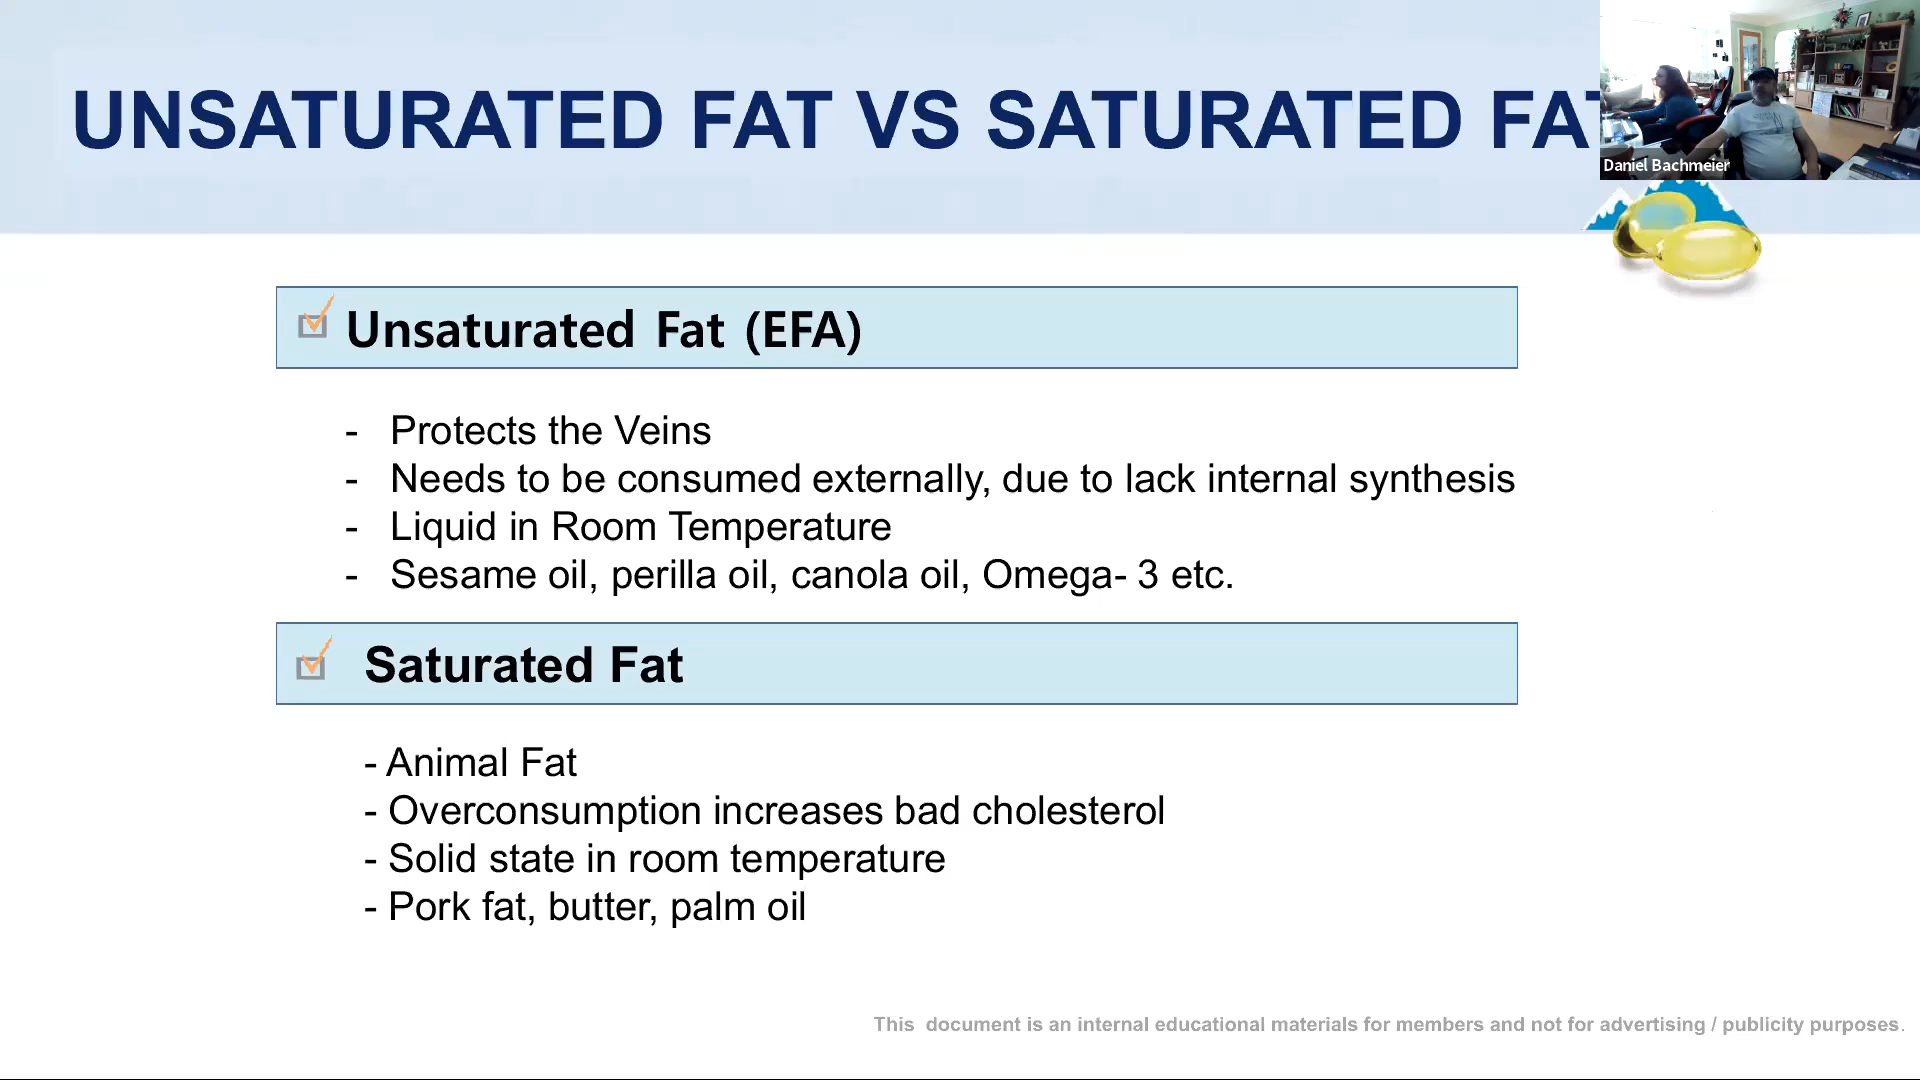 UNSATURATED FAT VS SATURATED FAT
Daniel Bachmeier
Unsaturated Fat (EFA)
- Protects the Veins
- Needs to be consumed externally, due to lack internal synthesis
- Liquid in Room Temperature
- Sesame oil, perilla oil, canola oil, Omega- 3 etc.
Saturated Fat
- Animal Fat
- Overconsumption increases bad cholesterol
- Solid state in room temperature
- Pork fat, butter, palm oil
This document is an internal educational materials for members and not for advertising / publicity purposes.